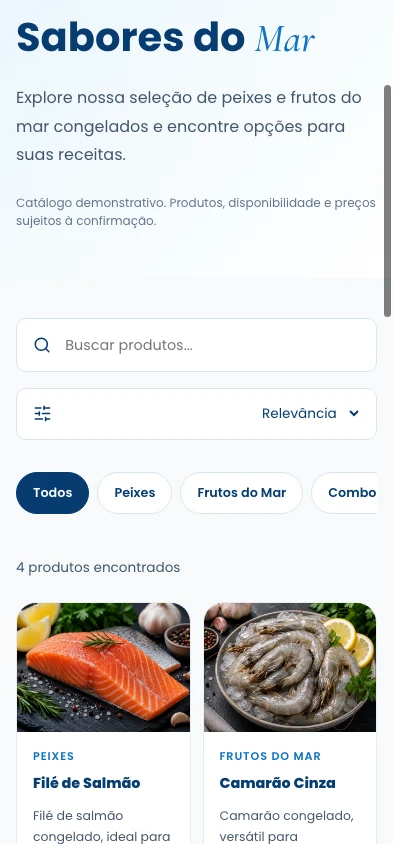 Sabores do Mar
Explore nossa seleção de peixes e frutos do
mar congelados e encontre opções para
suas receitas.
Catálogo demonstrativo. Produtos, disponibilidade e preços
sujeitos à confirmação.
Buscar produtos...
Relevância
Todos
Peixes
Frutos do Mar
Combo
4 produtos encontrados
PEIXES
Filé de Salmão
Filé de salmão
congelado, ideal para
FRUTOS DO MAR
Camarão Cinza
Camarão congelado,
versátil para